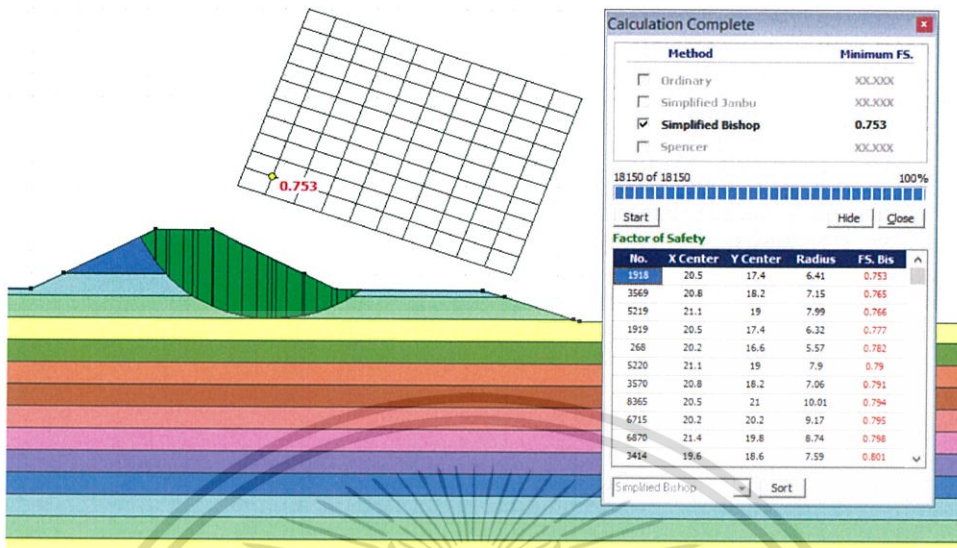 0.753
Calculation Complete
Method Minimum FS.
Ordinary XX.XXX
Simplified Janbu XX.XXX
Simplified Bishop 0.753
Spencer XX.XXX
18150 of 18150 100%
Start Hide Close
Factor of Safety
No. X Center Y Center Radius FS. Bis
1918 20.5 17.4 6.41 0.753
3569 20.8 18.2 7.15 0.765
5219 21.1 19 7.99 0.766
1919 20.5 17.4 6.32 0.777
268 20.2 16.6 5.57 0.782
5220 21.1 19 7.9 0.79
3570 20.8 18.2 7.06 0.791
8365 20.5 21 10.01 0.794
6715 20.2 20.2 9.17 0.795
6870 21.4 19.8 8.74 0.798
3414 19.6 18.6 7.59 0.801
Simplified Bishop Sort